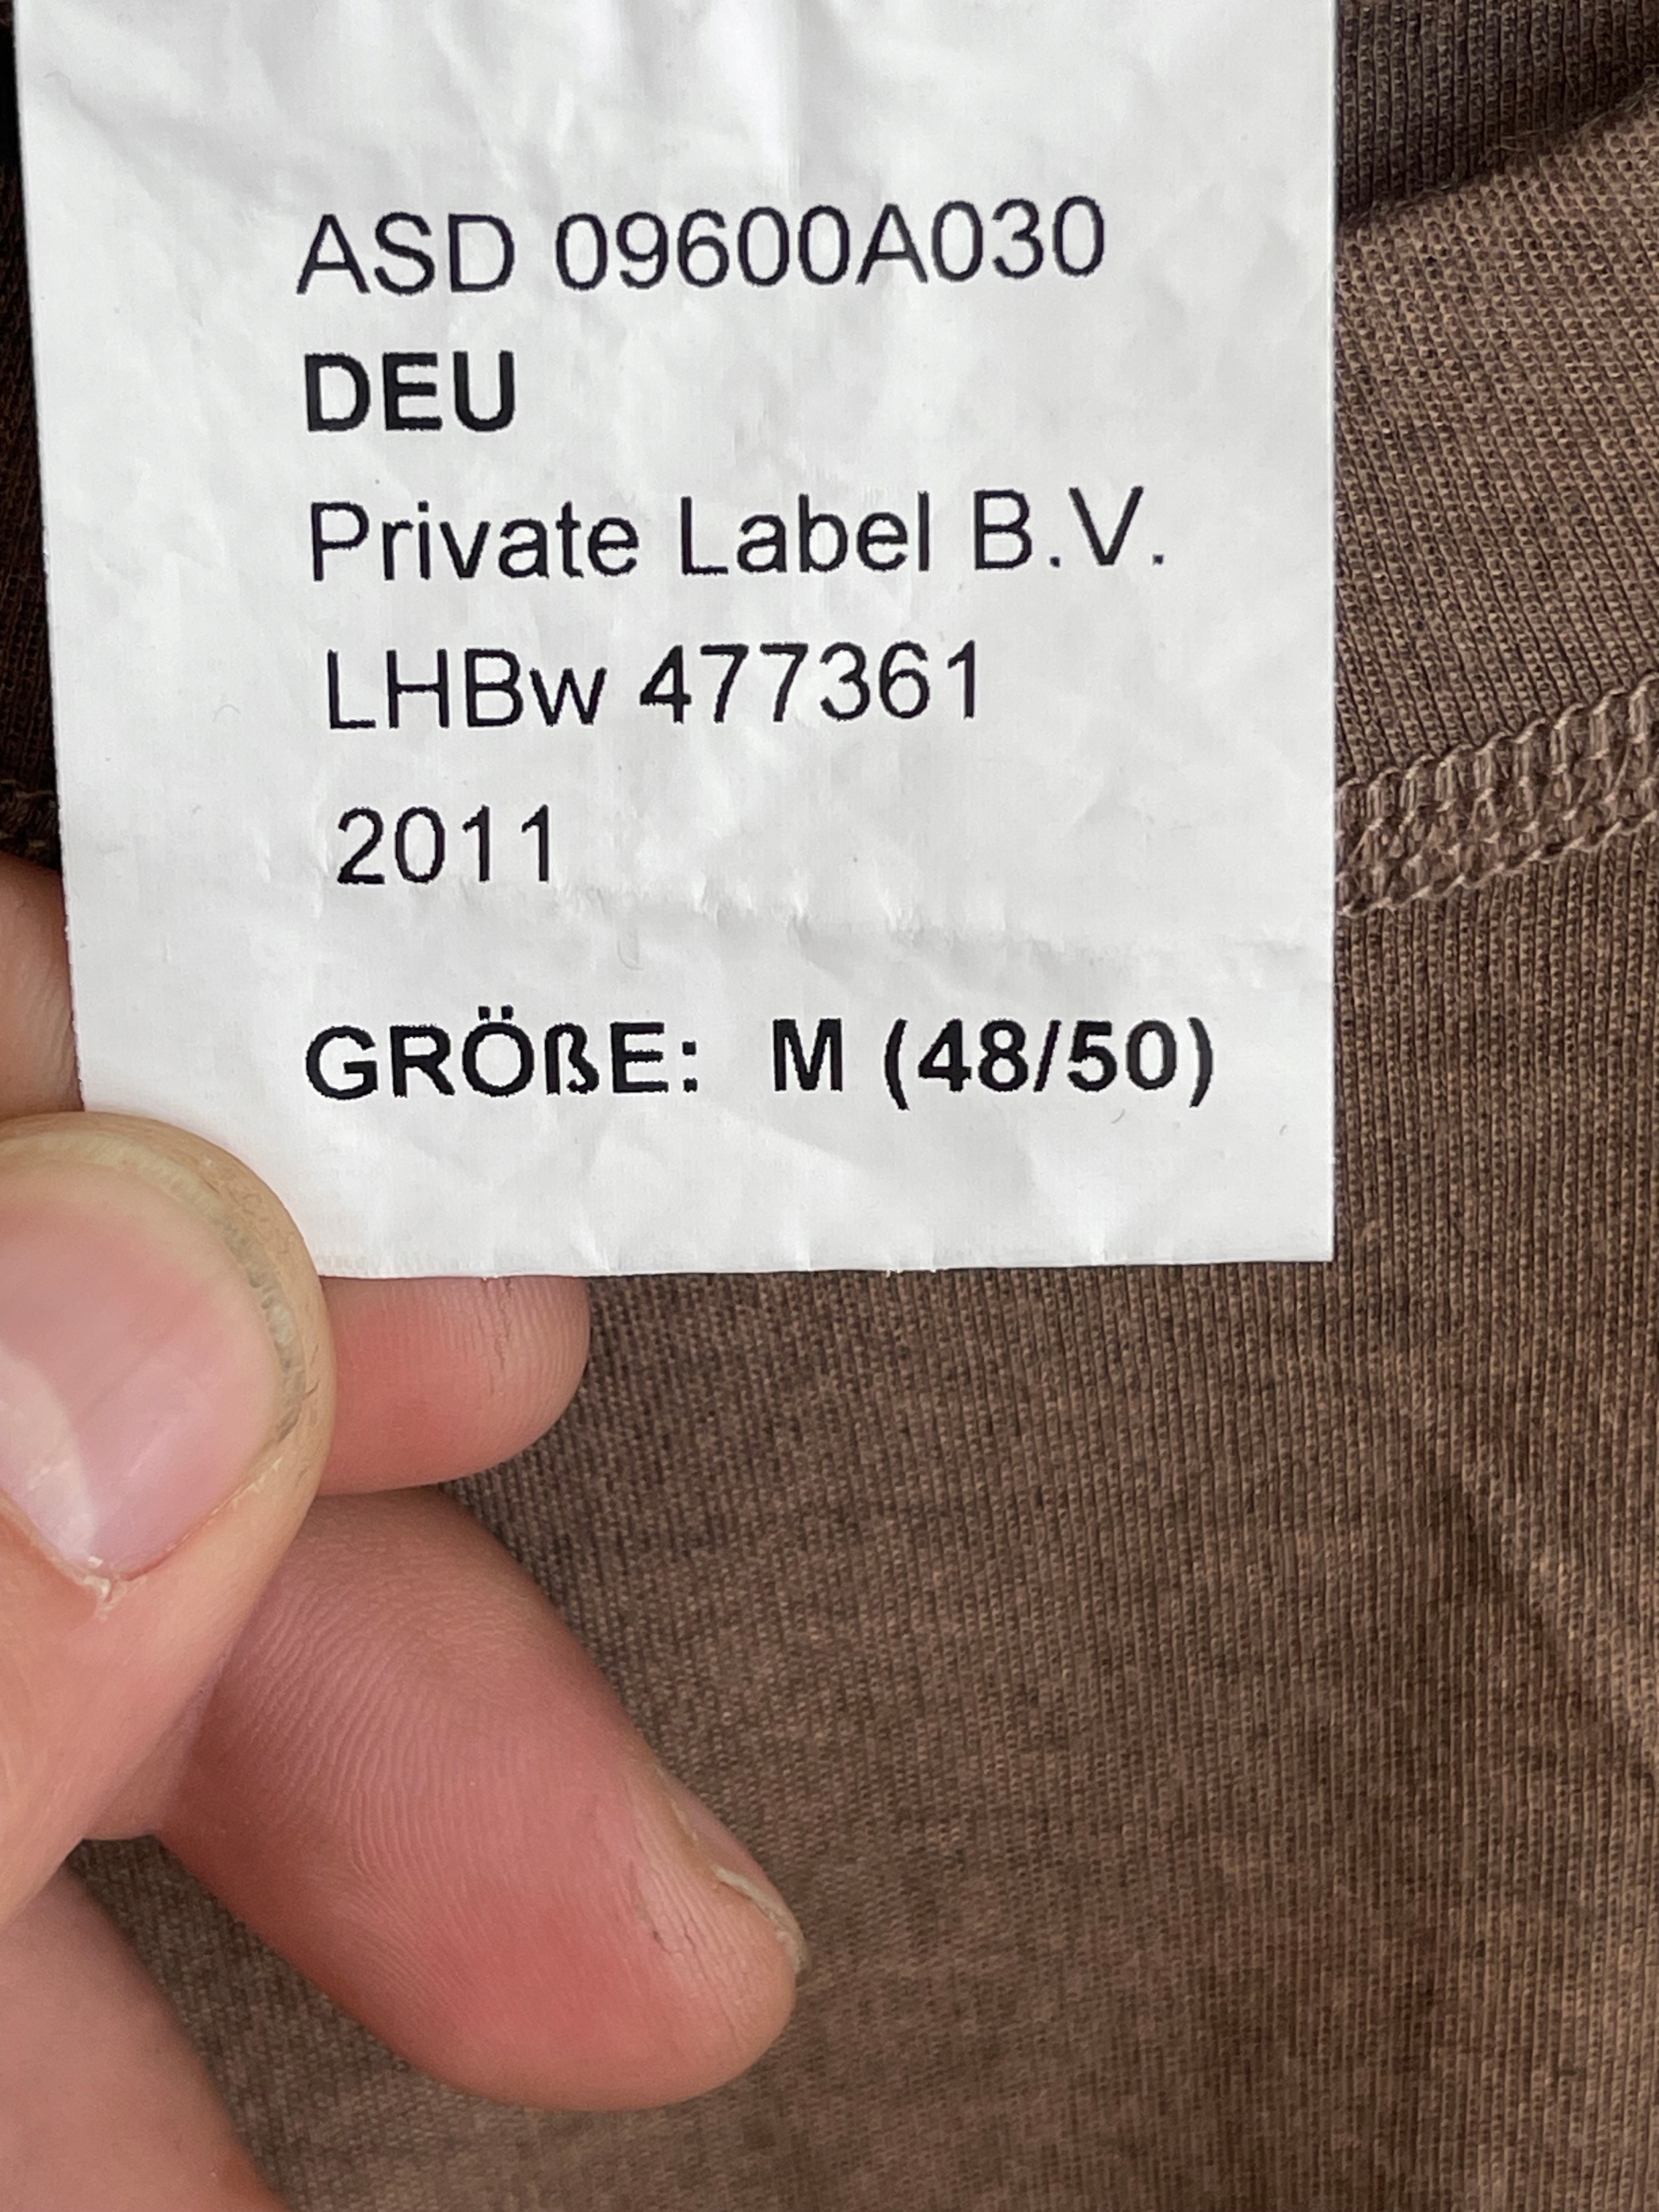 ASD 09600A030
DEU
Private Label B.V.
LHBw 477361
2011
GRÖßE: M (48/50)